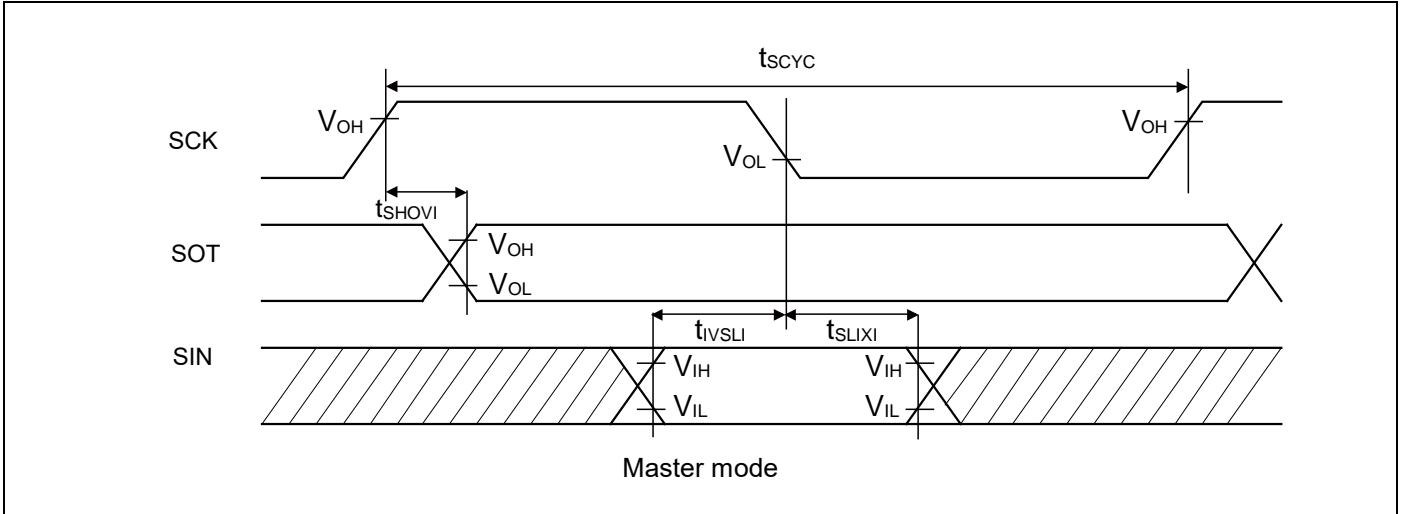 tSCYC
SCK
VOH
VOL
VOH
tSHOVI
SOT
VOH
VOL
tIVSLI
tSLIXI
SIN
VIH
VIH
VIL
VIL
Master mode